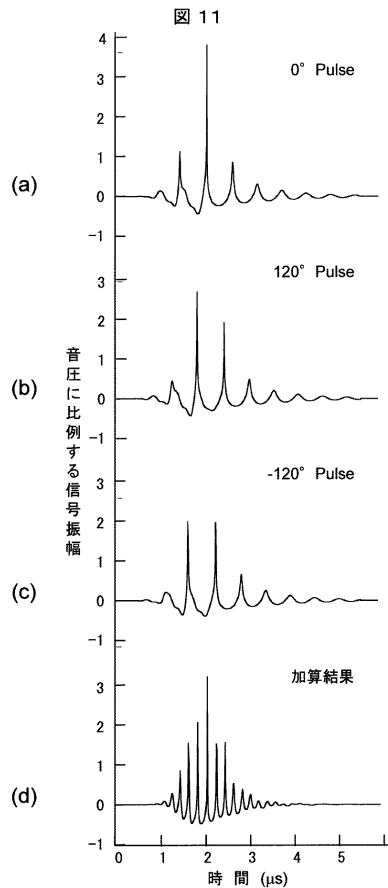 図 11
(a)
4
3
2
1
0
−1
0° Pulse
(b)
3
2
1
0
−1
120° Pulse
音圧に比例する信号振幅
(c)
3
2
1
0
−1
-120° Pulse
(d)
3
2
1
0
−1
加算結果
0 1 2 3 4 5
時 間 (μs)